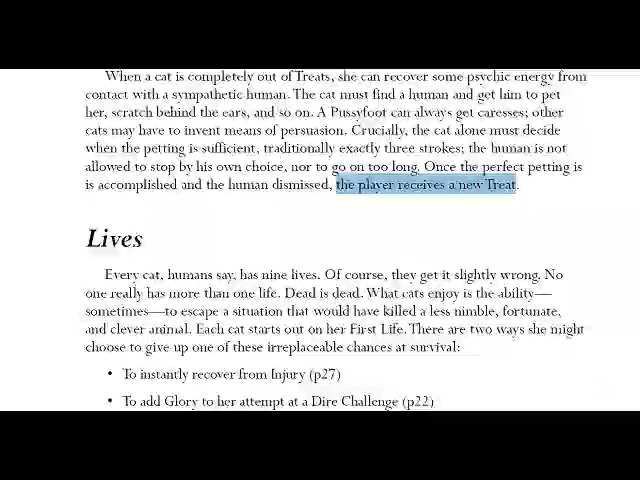 When a cat is completely out of Treats, she can recover some psychic energy from
contact with a sympathetic human. The cat must find a human and get him to pet
her, scratch behind the ears, and so on. A Pussyfoot can always get caresses; other
cats may have to invent means of persuasion. Crucially, the cat alone must decide
when the petting is sufficient, traditionally exactly three strokes; the human is not
allowed to stop by his own choice, nor to go on too long. Once the perfect petting is
is accomplished and the human dismissed, the player receives a new Treat.
Lives
Every cat, humans say, has nine lives. Of course, they get it slightly wrong. No
one really has more than one life. Dead is dead. What cats enjoy is the ability—
sometimes—to escape a situation that would have killed a less nimble, fortunate,
and clever animal. Each cat starts out on her First Life. There are two ways she might
choose to give up one of these irreplaceable chances at survival:
• To instantly recover from Injury (p27)
• To add Glory to her attempt at a Dire Challenge (p22)